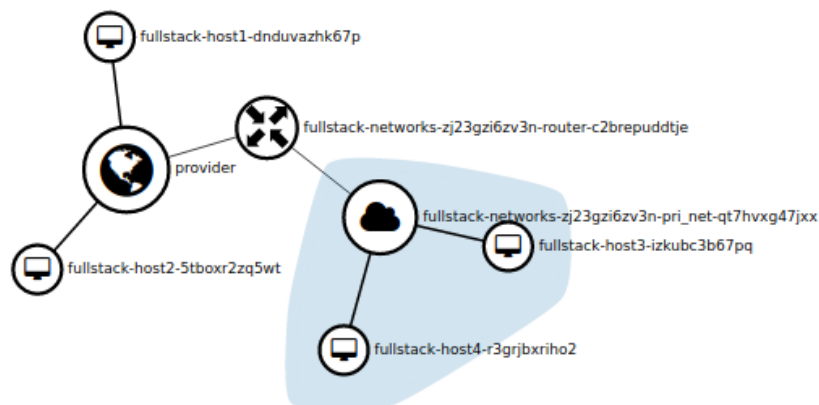 fullstack-host1-dnduvazhk67p
fullstack-networks-zj23gzi6zv3n-router-c2brepuddtje
provider
fullstack-networks-zj23gzi6zv3n-pri_net-qt7hvxg47jxx
fullstack-host3-izkubc3b67pq
fullstack-host2-5tboxr2zq5wt
fullstack-host4-r3grjbxriho2